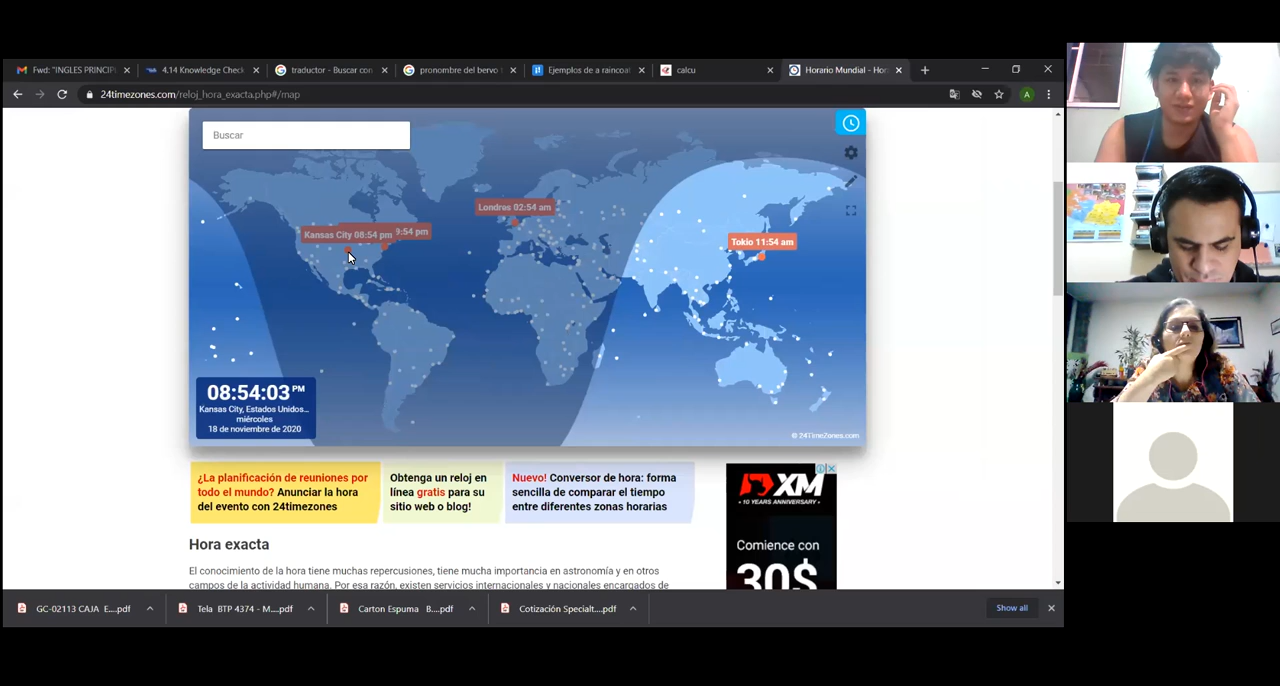 Fwd: "INGLES PRINCIPI
4.14 Knowledge Check
traductor - Buscar con
pronombre del bervo t
Ejemplos de a raincoat
calcu
Horario Mundial - Hor
24timezones.com/reloj_hora_exacta.php#/map
A
Buscar
Londres 02:54 am
Kansas City 08:54 pm
9:54 pm
Tokio 11:54 am
08:54:03 PM
Kansas City, Estados Unidos...
miércoles
18 de noviembre de 2020
© 24TimeZones.com
¿La planificación de reuniones por
todo el mundo? Anunciar la hora
del evento con 24timezones
Obtenga un reloj en
línea gratis para su
sitio web o blog!
Nuevo! Conversor de hora: forma
sencilla de comparar el tiempo
entre diferentes zonas horarias
XM
10 YEARS ANNIVERSARY
Comience con
30$
Hora exacta
El conocimiento de la hora tiene muchas repercusiones, tiene mucha importancia en astronomía y en otros
campos de la actividad humana. Por esa razón, existen servicios internacionales y nacionales encargados de
GC-02113 CAJA E....pdf
Tela BTP 4374 - M....pdf
Carton Espuma B....pdf
Cotización Specialt....pdf
Show all